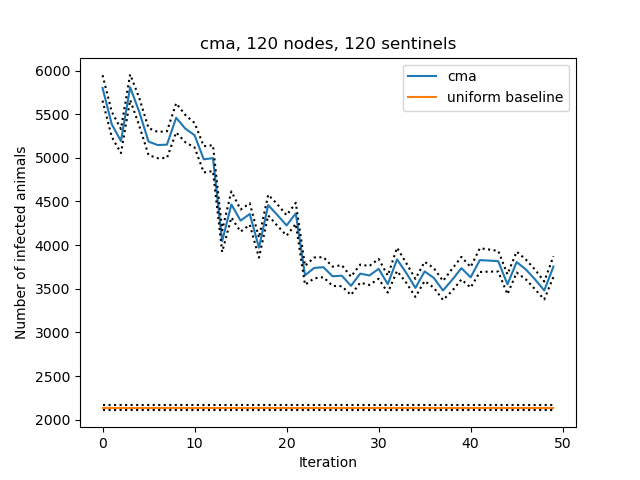 cma, 120 nodes, 120 sentinels
cma
uniform baseline
Number of infected animals
6000
5500
5000
4500
4000
3500
3000
2500
2000
0 10 20 30 40 50
Iteration